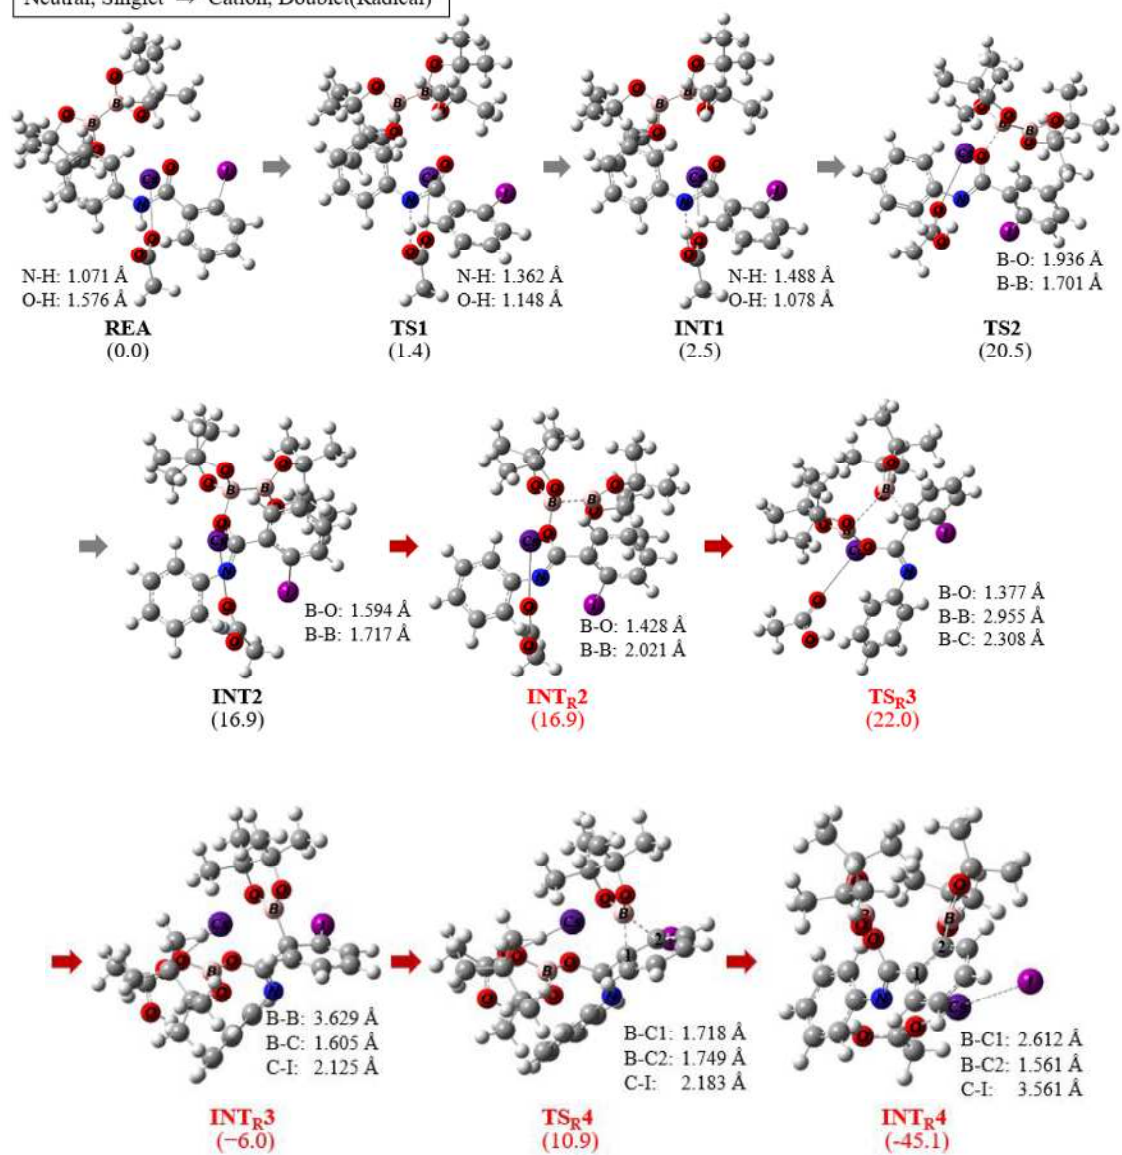 Neutral, Singlet → Cation, Doublet(Radical)
N-H: 1.071 Å
O-H: 1.576 Å
REA
(0.0)
N-H: 1.362 Å
O-H: 1.148 Å
TS1
(1.4)
N-H: 1.488 Å
O-H: 1.078 Å
INT1
(2.5)
B-O: 1.936 Å
B-B: 1.701 Å
TS2
(20.5)
B-O: 1.594 Å
B-B: 1.717 Å
INT2
(16.9)
B-O: 1.428 Å
B-B: 2.021 Å
INTR2
(16.9)
B-O: 1.377 Å
B-B: 2.955 Å
B-C: 2.308 Å
TSR3
(22.0)
B-B: 3.629 Å
B-C: 1.605 Å
C-I: 2.125 Å
INTR3
(−6.0)
B-C1: 1.718 Å
B-C2: 1.749 Å
C-I: 2.183 Å
TSR4
(10.9)
B-C1: 2.612 Å
B-C2: 1.561 Å
C-I: 3.561 Å
INTR4
(-45.1)